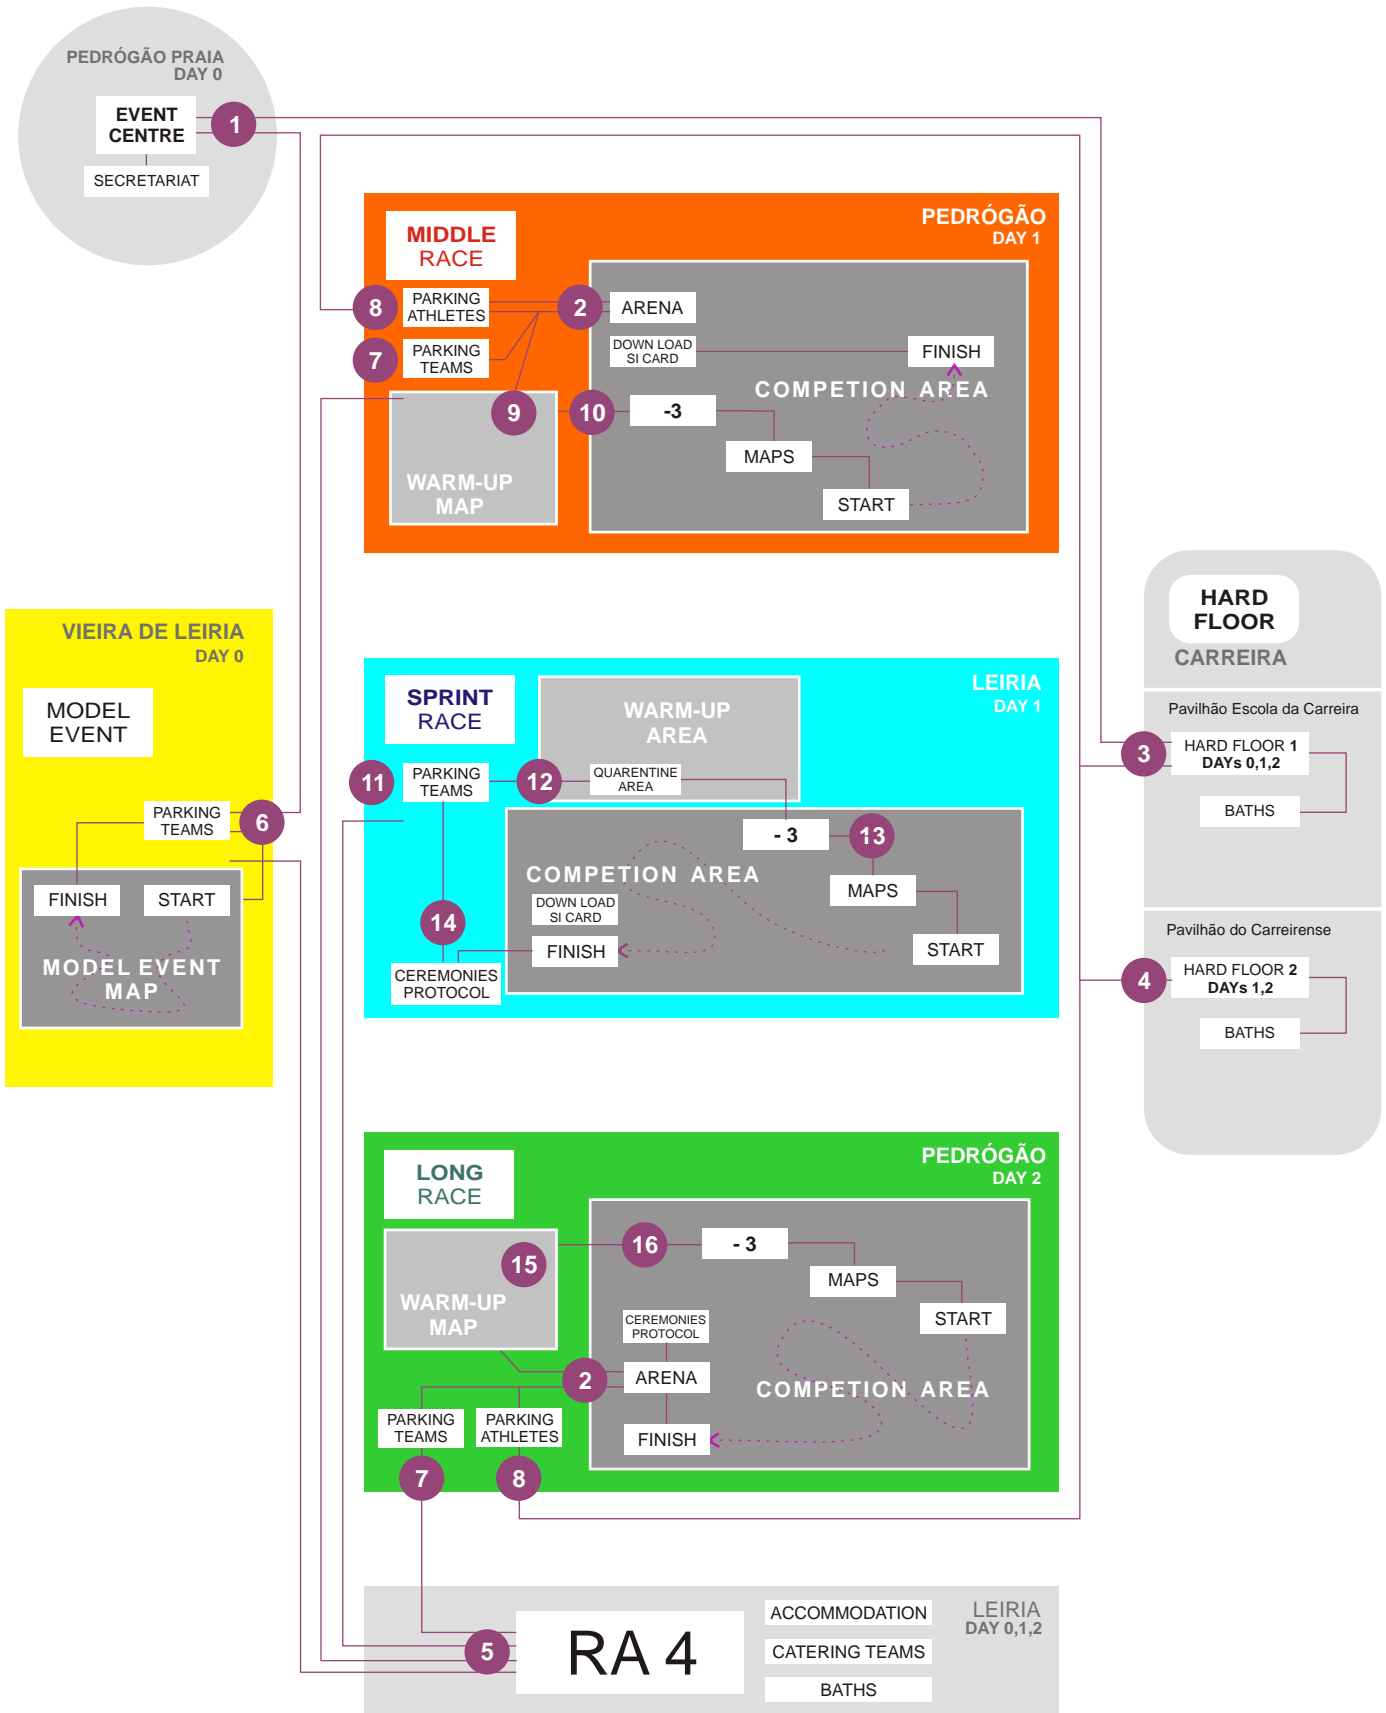 PEDRÓGÃO PRAIA
DAY 0
EVENT
CENTRE
1
SECRETARIAT
MIDDLE
RACE
PEDRÓGÃO
DAY 1
8
PARKING
ATHLETES
2
ARENA
7
PARKING
TEAMS
DOWN LOAD
SI CARD
FINISH
COMPETION AREA
9
10
-3
WARM-UP
MAP
MAPS
START
HARD
FLOOR
CARREIRA
Pavilhão Escola da Carreira
3
HARD FLOOR 1
DAYs 0,1,2
BATHS
Pavilhão do Carreirense
4
HARD FLOOR 2
DAYs 1,2
BATHS
VIEIRA DE LEIRIA
DAY 0
MODEL
EVENT
PARKING
TEAMS
6
FINISH
START
MODEL EVENT
MAP
SPRINT
RACE
WARM-UP
AREA
LEIRIA
DAY 1
11
PARKING
TEAMS
12
QUARENTINE
AREA
- 3
13
COMPETION AREA
MAPS
DOWN LOAD
SI CARD
14
FINISH
START
CEREMONIES
PROTOCOL
LONG
RACE
PEDRÓGÃO
DAY 2
15
16
- 3
WARM-UP
MAP
MAPS
START
CEREMONIES
PROTOCOL
2
ARENA
COMPETION AREA
PARKING
TEAMS
PARKING
ATHLETES
FINISH
7
8
5
RA 4
ACCOMMODATION
CATERING TEAMS
BATHS
LEIRIA
DAY 0,1,2